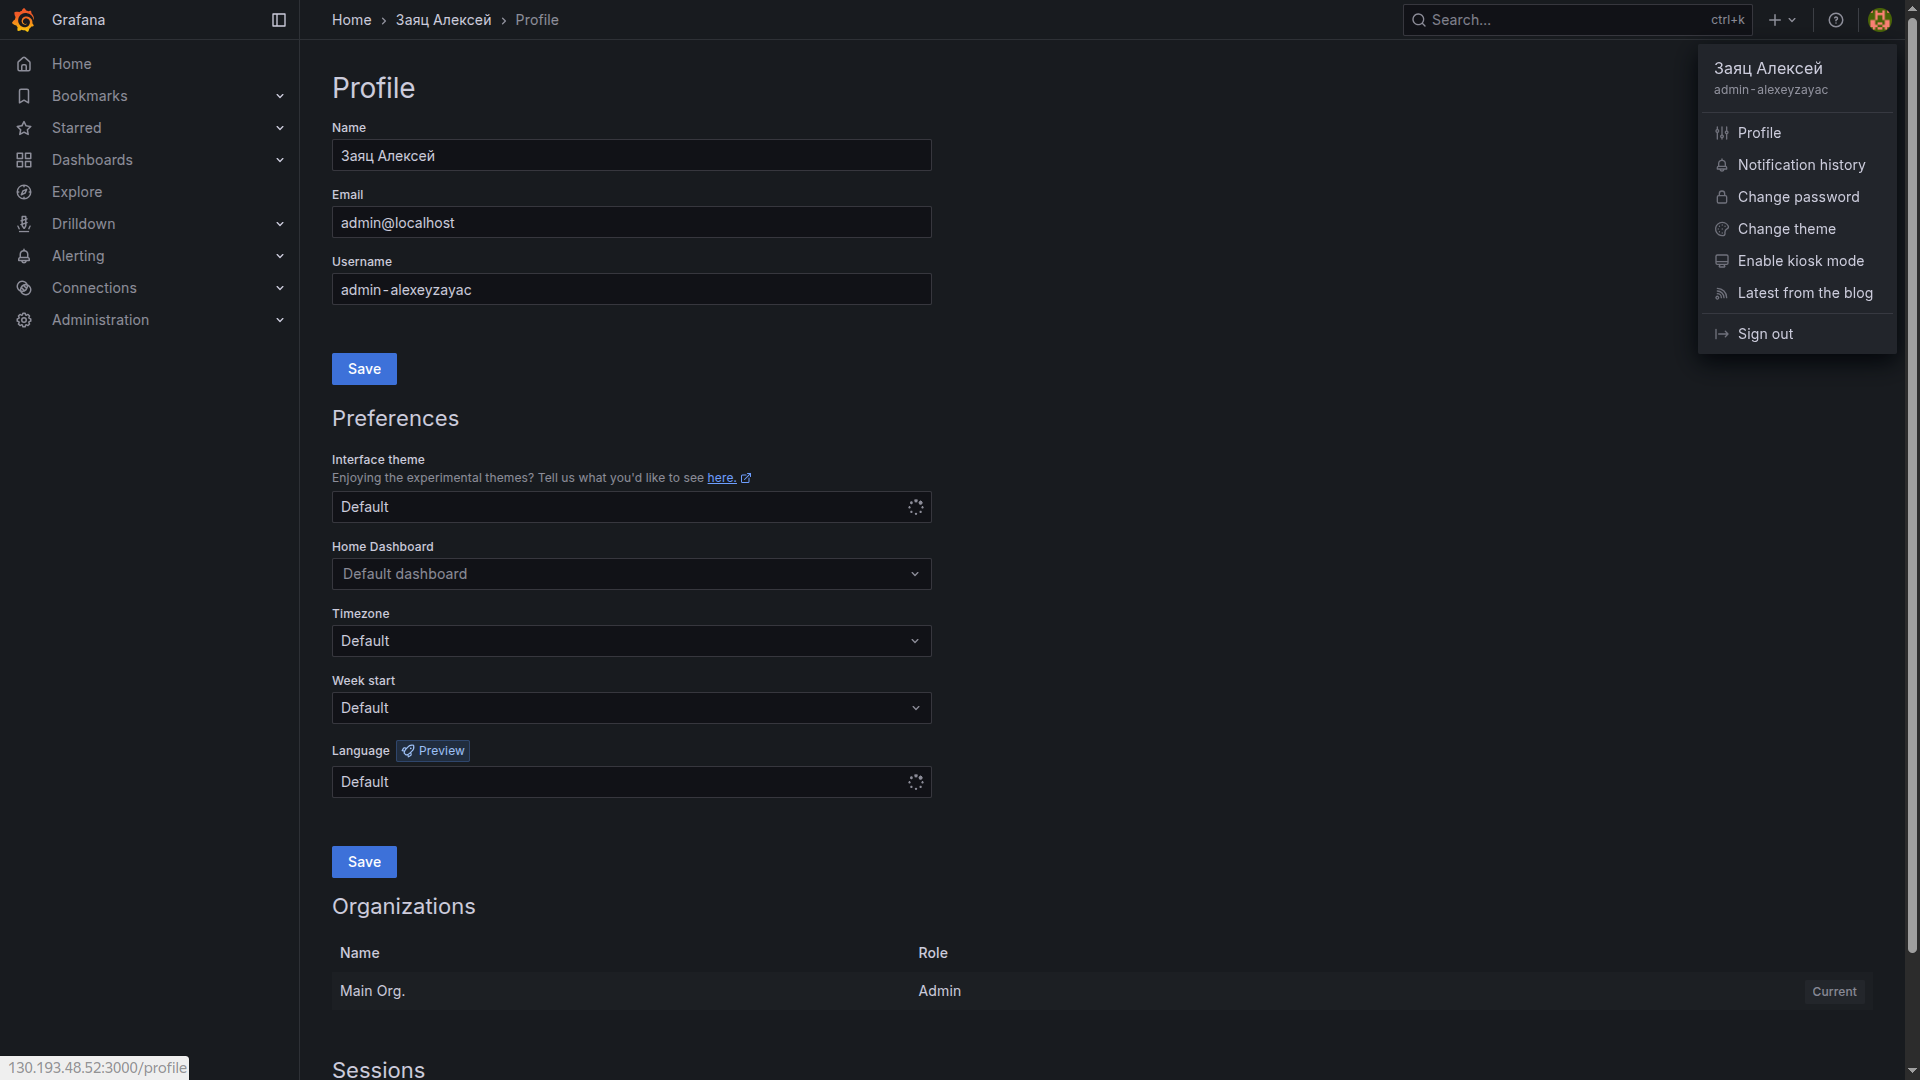 Grafana
Home › Заяц Алексей › Profile
Search... ctrl+k
Home
Bookmarks
Starred
Dashboards
Explore
Drilldown
Alerting
Connections
Administration
Profile
Name
Заяц Алексей
Email
admin@localhost
Username
admin-alexeyzayac
Save
Preferences
Interface theme
Enjoying the experimental themes? Tell us what you'd like to see here.
Default
Home Dashboard
Default dashboard
Timezone
Default
Week start
Default
Language Preview
Default
Save
Organizations
Name Role
Main Org. Admin Current
Sessions
Заяц Алексей
admin-alexeyzayac
Profile
Notification history
Change password
Change theme
Enable kiosk mode
Latest from the blog
Sign out
130.193.48.52:3000/profile